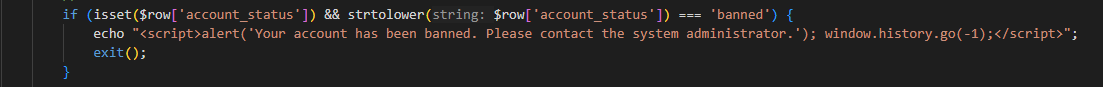 if (isset($row['account_status']) && strtolower(string: $row['account_status']) === 'banned') {
echo "<script>alert('Your account has been banned. Please contact the system administrator.'); window.history.go(-1);</script>";
exit();
}